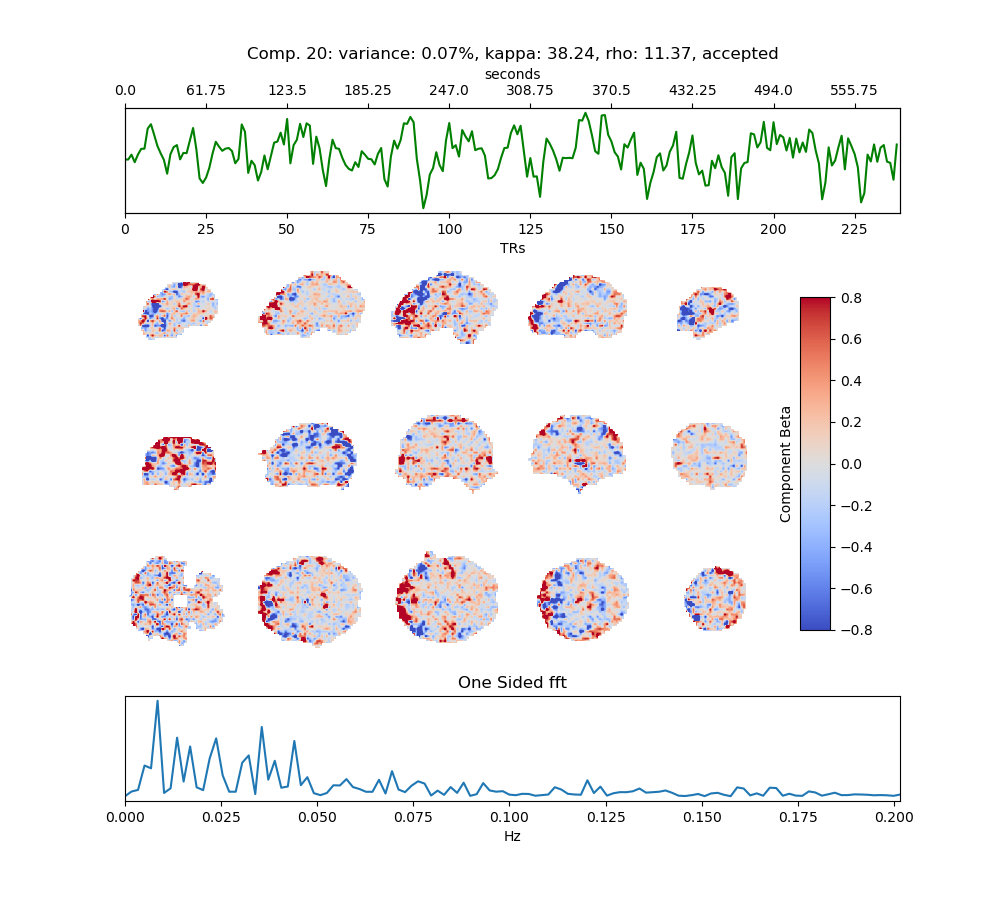 Comp. 20: variance: 0.07%, kappa: 38.24, rho: 11.37, accepted
seconds
0.0 61.75 123.5 185.25 247.0 308.75 370.5 432.25 494.0 555.75
0 25 50 75 100 125 150 175 200 225
TRs
0.8
0.6
0.4
0.2
0.0
−0.2
−0.4
−0.6
−0.8
Component Beta
One Sided fft
0.000 0.025 0.050 0.075 0.100 0.125 0.150 0.175 0.200
Hz